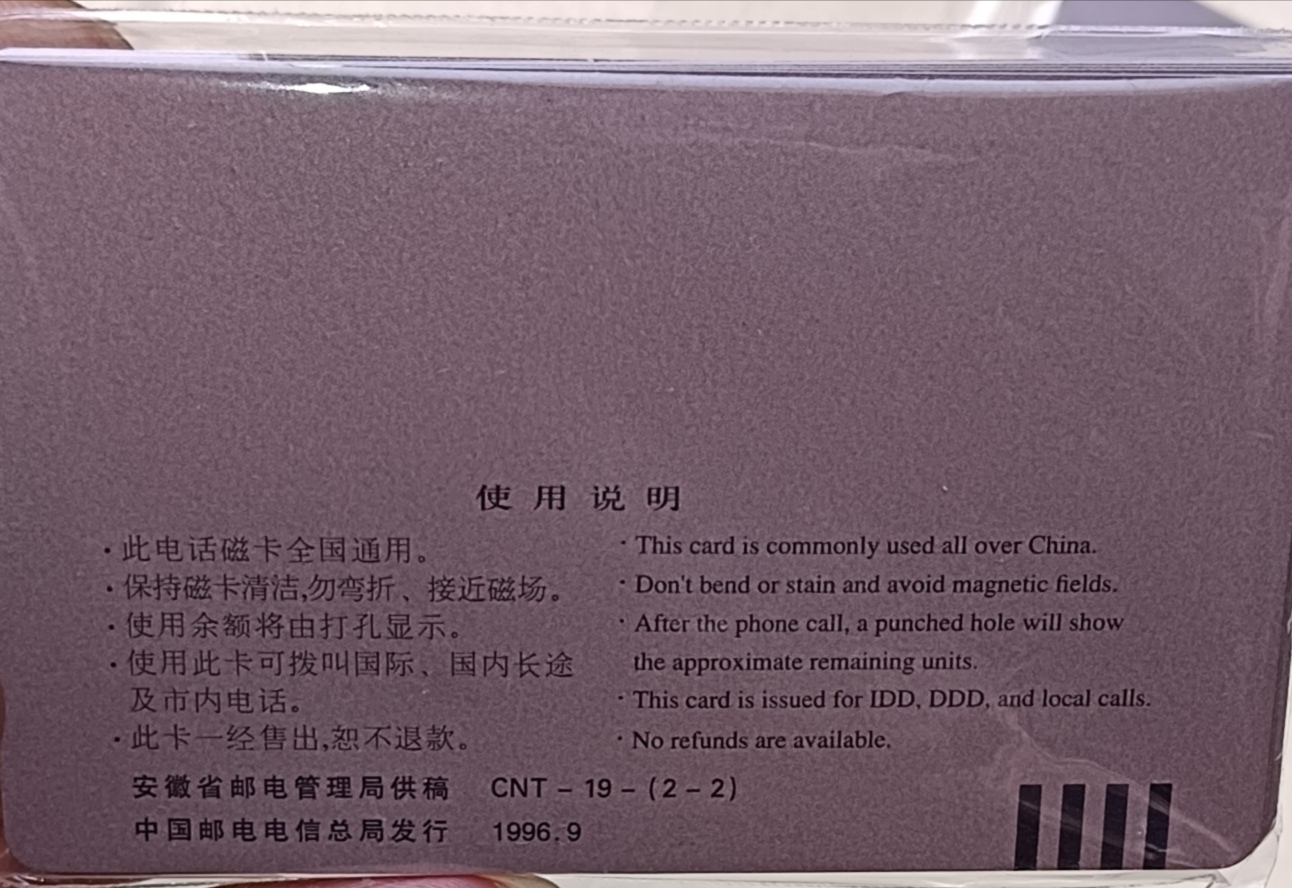 使用说明
·此电话磁卡全国通用。
·保持磁卡清洁,勿弯折、接近磁场。
·使用余额将由打孔显示。
·使用此卡可拨叫国际、国内长途
及市内电话。
·此卡一经售出,恕不退款。
· This card is commonly used all over China.
· Don't bend or stain and avoid magnetic fields.
· After the phone call, a punched hole will show
the approximate remaining units.
· This card is issued for IDD, DDD, and local calls.
· No refunds are available.
安徽省邮电管理局供稿 CNT-19-(2-2)
中国邮电电信总局发行 1996.9